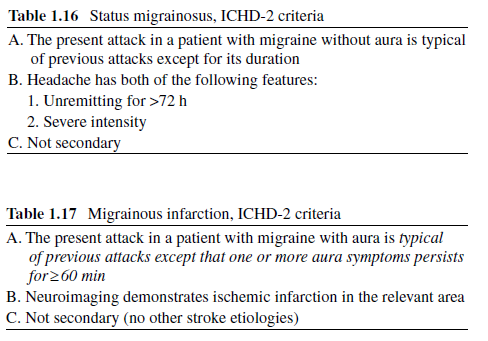 Table 1.16 Status migrainosus, ICHD-2 criteria
A. The present attack in a patient with migraine without aura is typical
of previous attacks except for its duration
B. Headache has both of the following features:
1. Unremitting for >72 h
2. Severe intensity
C. Not secondary
Table 1.17 Migrainous infarction, ICHD-2 criteria
A. The present attack in a patient with migraine with aura is typical
of previous attacks except that one or more aura symptoms persists
for≥60 min
B. Neuroimaging demonstrates ischemic infarction in the relevant area
C. Not secondary (no other stroke etiologies)